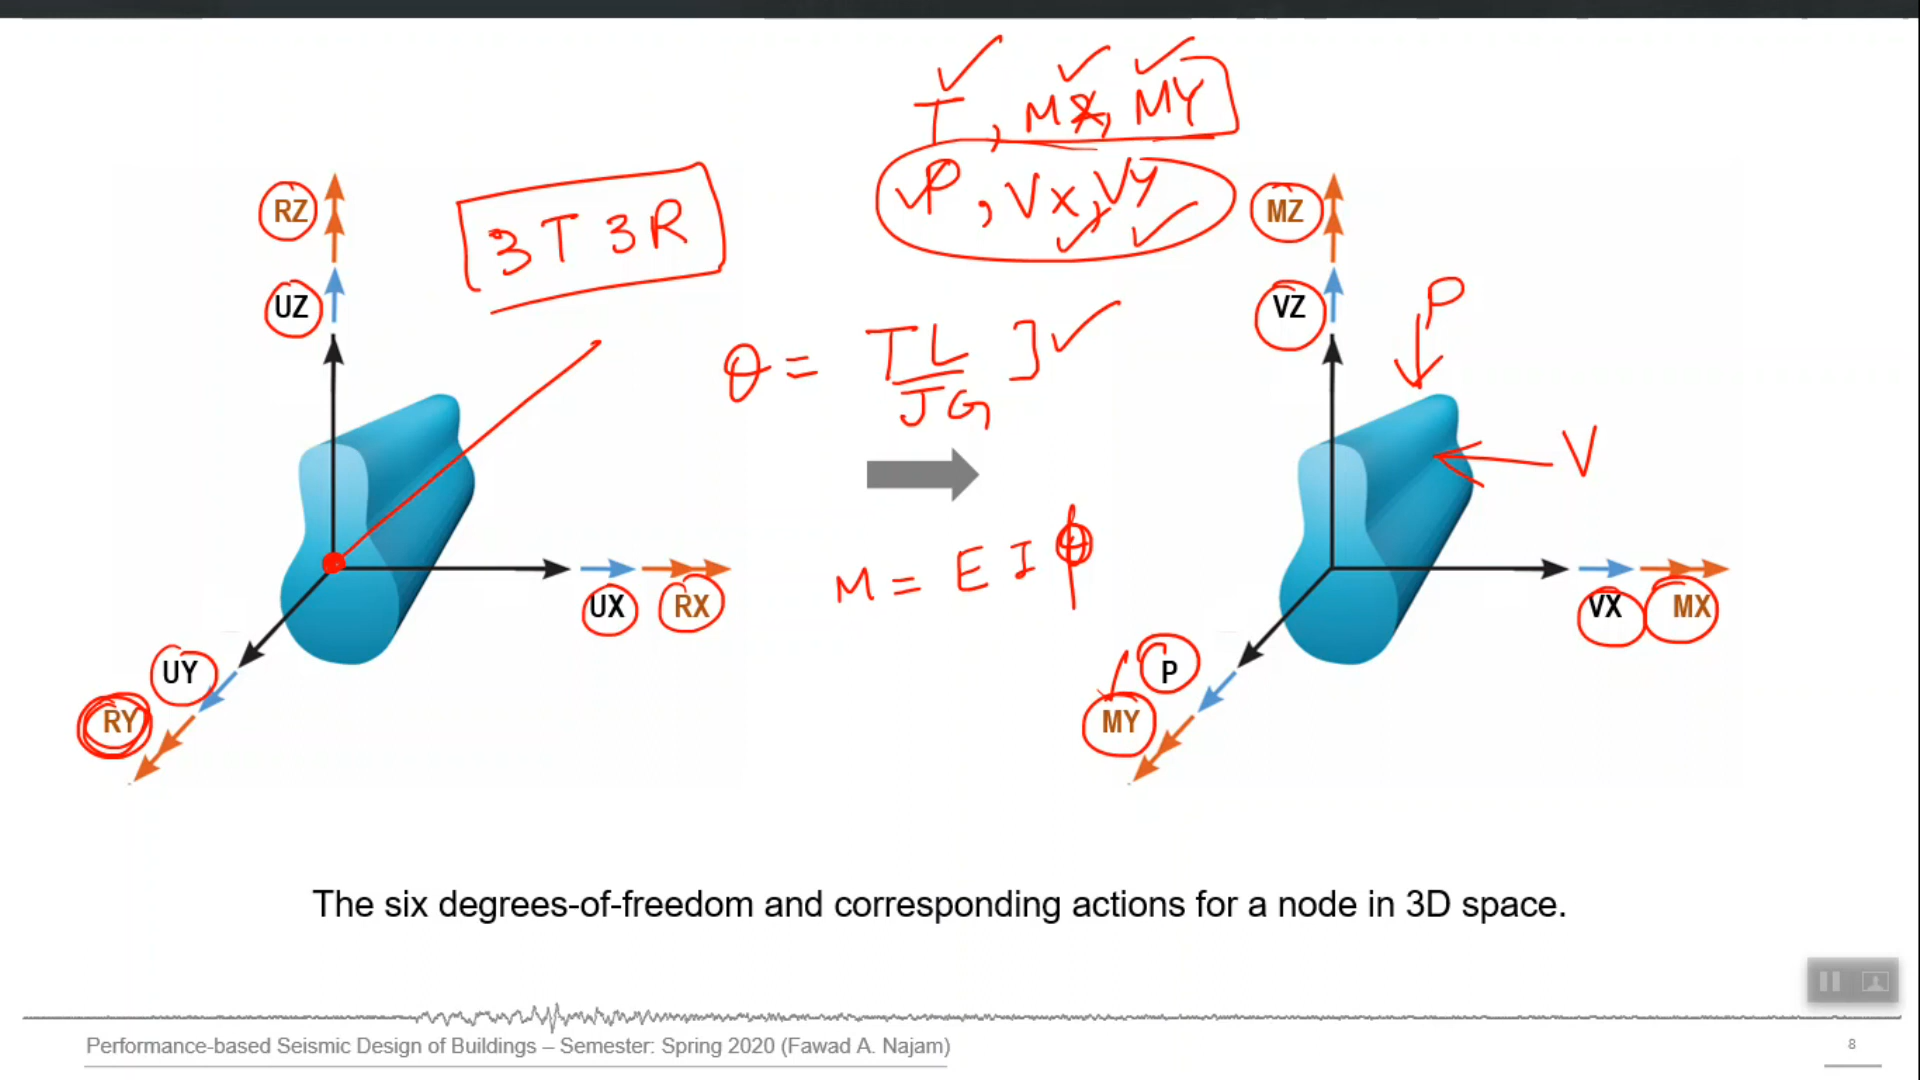 T, MX, MY
P, VX, VY
3T 3R
RZ
UZ
θ = TL/JG ]
M = EIϕ
UX RX
UY
RY
MZ
VZ
P
V
VX MX
P
MY
The six degrees-of-freedom and corresponding actions for a node in 3D space.
Performance-based Seismic Design of Buildings – Semester: Spring 2020 (Fawad A. Najam)
8